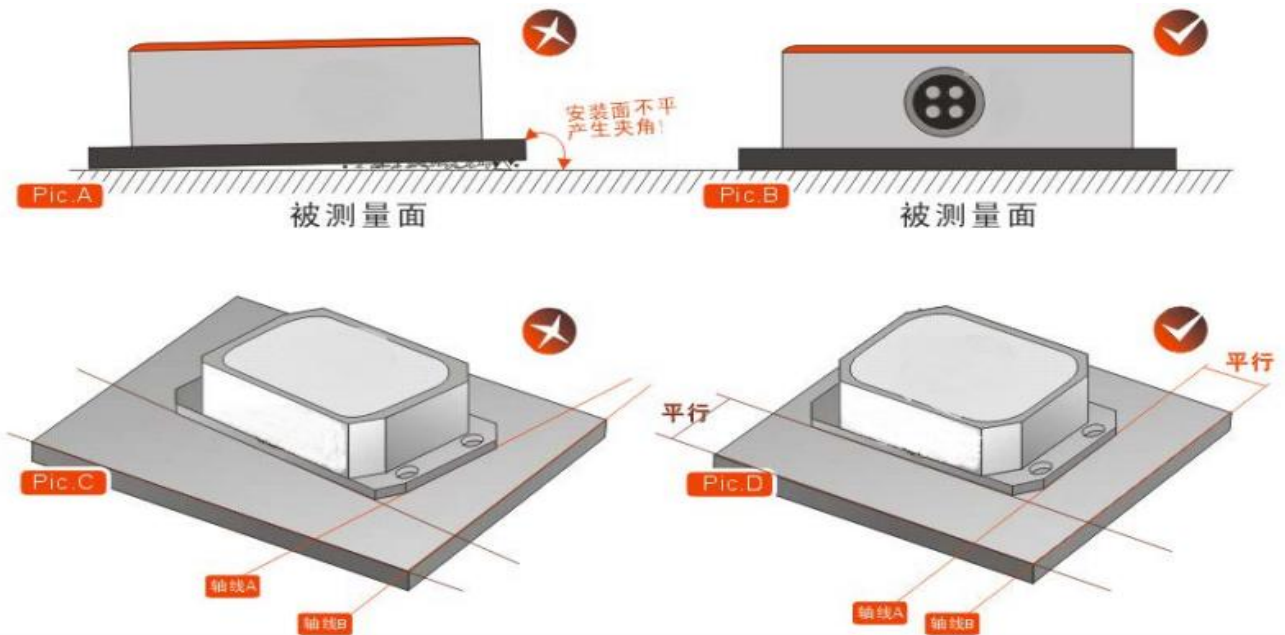 安装面不平
产生夹角!
Pic.A
被测量面
Pic.B
被测量面
Pic.C
轴线A
轴线B
平行
平行
Pic.D
轴线A
轴线B